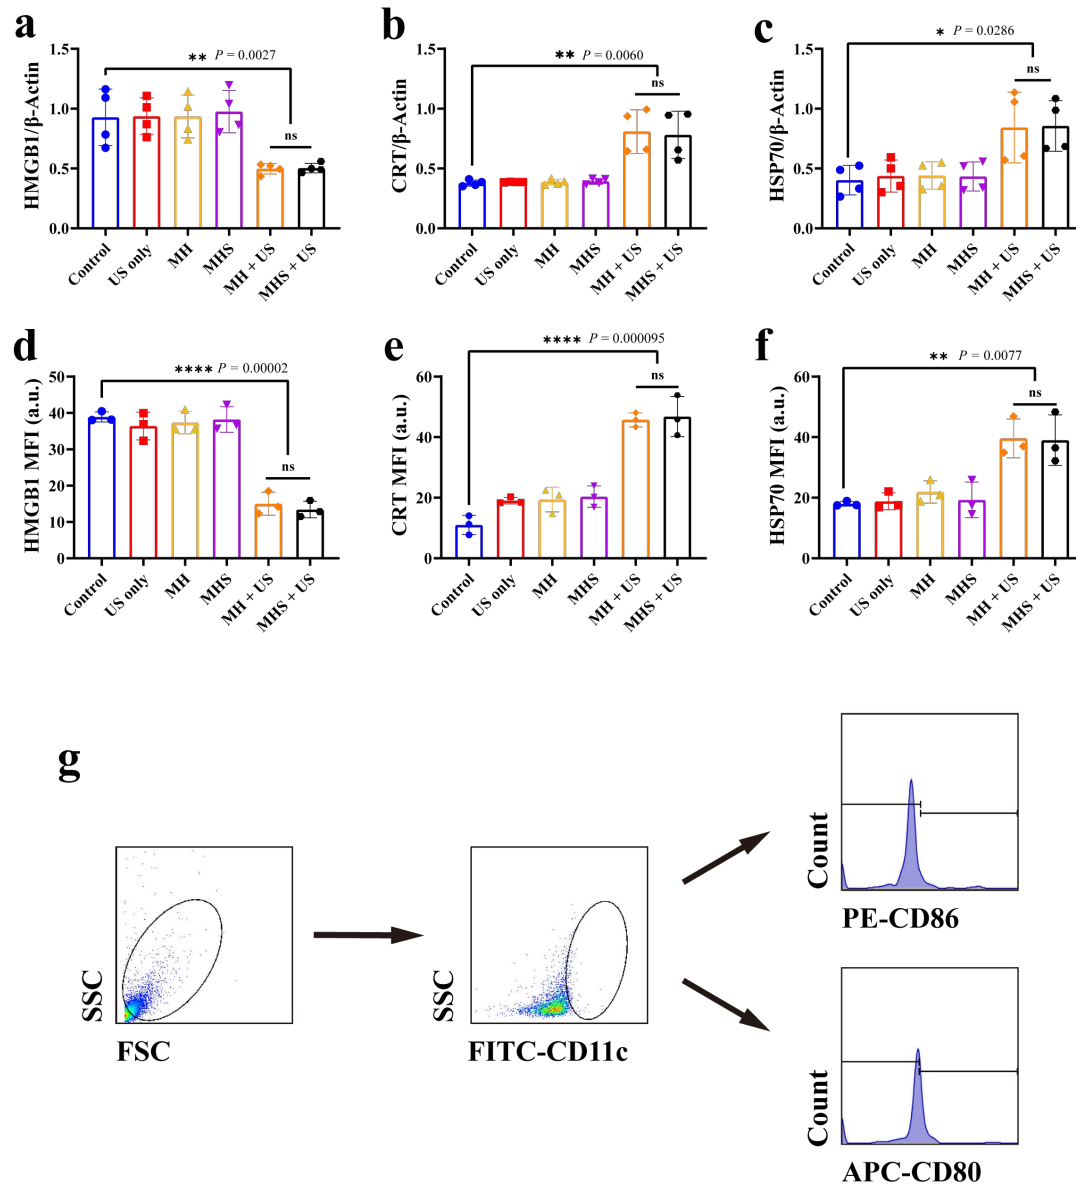 a
HMGB1/β-Actin
1.5
1.0
0.5
0.0
** P = 0.0027
ns
Control
US only
MH
MHS
MH + US
MHS + US
b
CRT/β-Actin
1.5
1.0
0.5
0.0
** P = 0.0060
ns
Control
US only
MH
MHS
MH + US
MHS + US
c
HSP70/β-Actin
1.5
1.0
0.5
0.0
* P = 0.0286
ns
Control
US only
MH
MHS
MH + US
MHS + US
d
HMGB1 MFI (a.u.)
50
40
30
20
10
0
**** P = 0.00002
ns
Control
US only
MH
MHS
MH + US
MHS + US
e
CRT MFI (a.u.)
60
40
20
0
**** P = 0.000095
ns
Control
US only
MH
MHS
MH + US
MHS + US
f
HSP70 MFI (a.u.)
60
40
20
0
** P = 0.0077
ns
Control
US only
MH
MHS
MH + US
MHS + US
g
SSC
FSC
SSC
FITC-CD11c
Count
PE-CD86
Count
APC-CD80